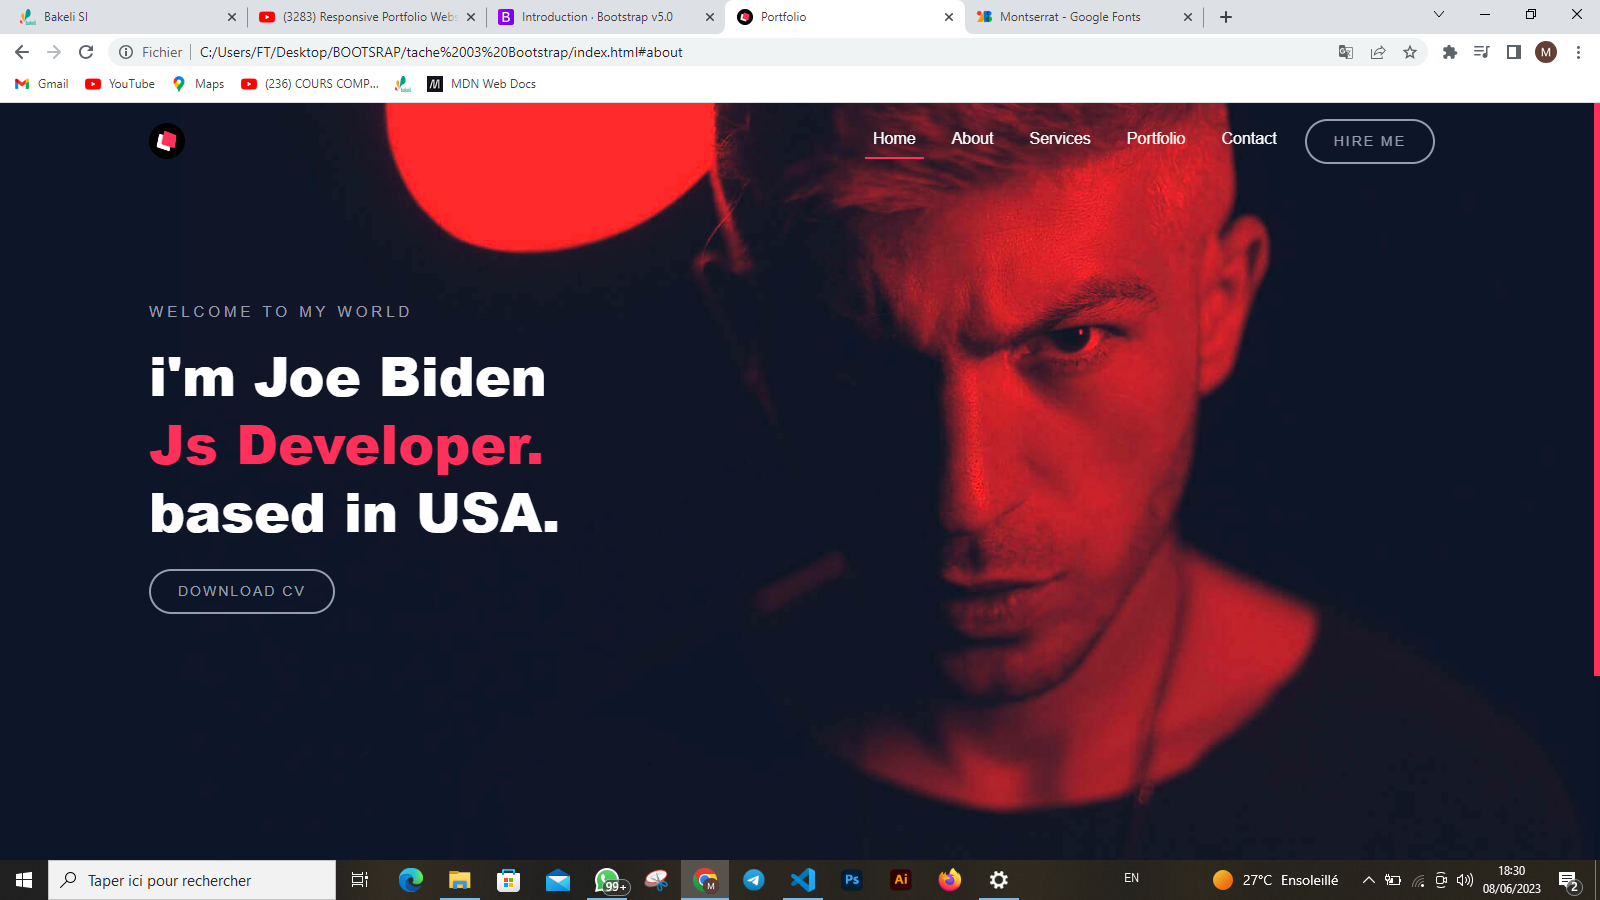 Bakeli SI
(3283) Responsive Portfolio Webs
Introduction · Bootstrap v5.0
Portfolio
Montserrat - Google Fonts
Fichier
C:/Users/FT/Desktop/BOOTSRAP/tache%2003%20Bootstrap/index.html#about
M
Gmail
YouTube
Maps
(236) COURS COMP...
MDN Web Docs
Home
About
Services
Portfolio
Contact
HIRE ME
WELCOME TO MY WORLD
i'm Joe Biden
Js Developer.
based in USA.
DOWNLOAD CV
Taper ici pour rechercher
99+
M
Ps
Ai
EN
27°C Ensoleillé
18:30
08/06/2023
2